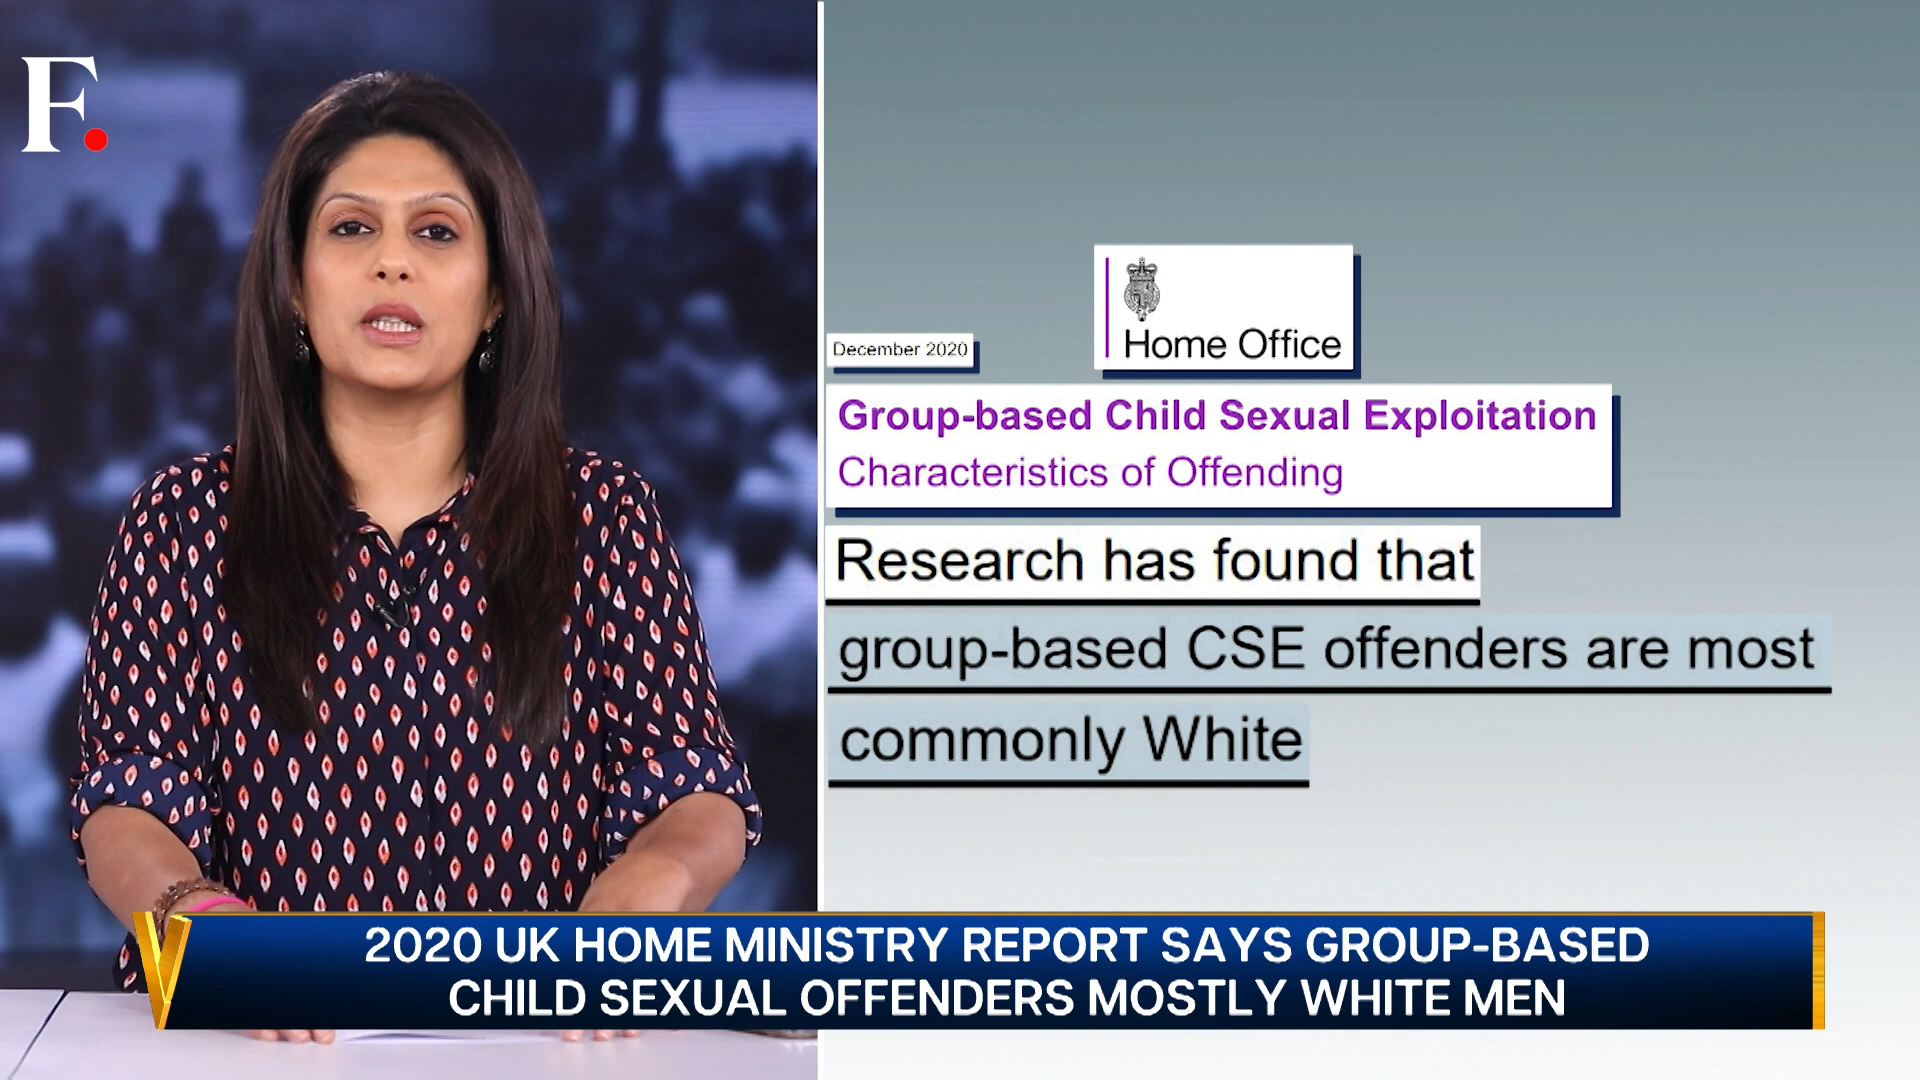 F.
Home Office
December 2020
Group-based Child Sexual Exploitation
Characteristics of Offending
Research has found that
group-based CSE offenders are most
commonly White
2020 UK HOME MINISTRY REPORT SAYS GROUP-BASED
CHILD SEXUAL OFFENDERS MOSTLY WHITE MEN